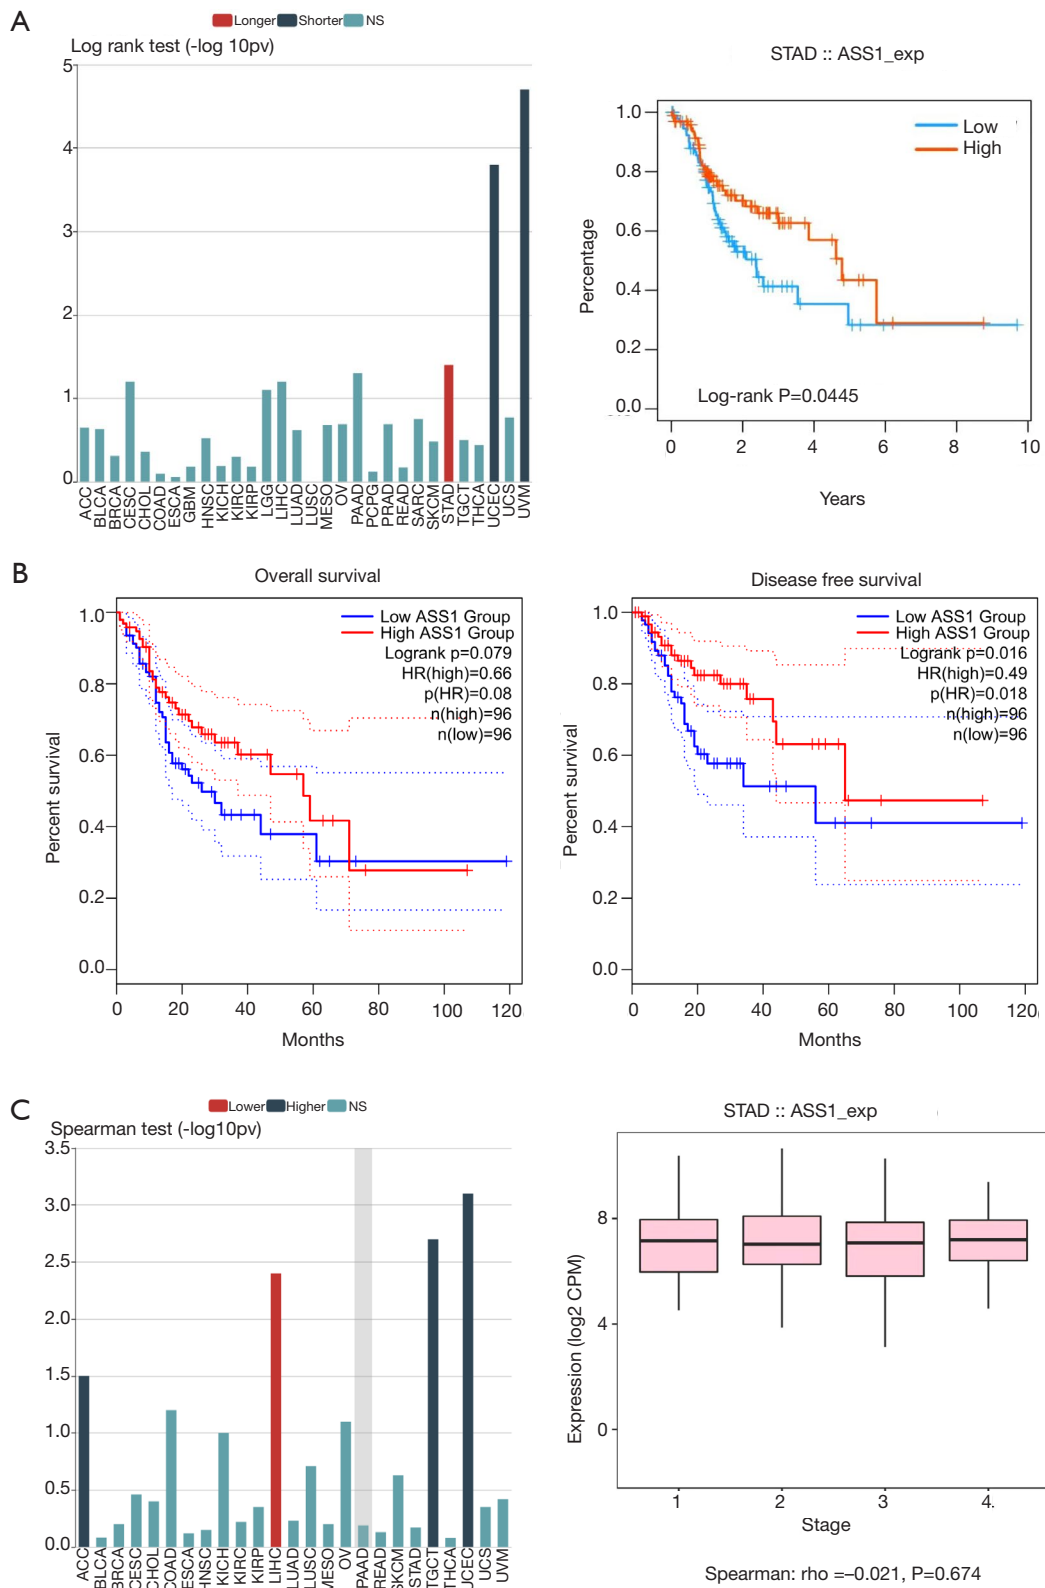 A
Longer Shorter NS
Log rank test (-log 10pv)
5
4
3
2
1
0
ACC BLCA BRCA CESC CHOL COAD ESCA GBM HNSC KICH KIRC KIRP LGG LIHC LUAD LUSC MESO OV PAAD PCPG PRAD READ SARC SKCM STAD TGCT THCA UCEC UCS UVM
STAD :: ASS1_exp
Percentage
1.0
0.8
0.6
0.4
0.2
0.0
Low
High
Log-rank P=0.0445
0 2 4 6 8 10
Years
B
Overall survival
Percent survival
1.0
0.8
0.6
0.4
0.2
0.0
Low ASS1 Group
High ASS1 Group
Logrank p=0.079
HR(high)=0.66
p(HR)=0.08
n(high)=96
n(low)=96
0 20 40 60 80 100 120
Months
Disease free survival
Percent survival
1.0
0.8
0.6
0.4
0.2
0.0
Low ASS1 Group
High ASS1 Group
Logrank p=0.016
HR(high)=0.49
p(HR)=0.018
n(high)=96
n(low)=96
0 20 40 60 80 100 120
Months
C
Lower Higher NS
Spearman test (-log10pv)
3.5
3.0
2.5
2.0
1.5
1.0
0.5
0.0
ACC BLCA BRCA CESC CHOL COAD ESCA HNSC KICH KIRC KIRP LIHC LUAD LUSC MESO OV PAAD READ SKCM STAD TGCT THCA UCEC UCS UVM
STAD :: ASS1_exp
Expression (log2 CPM)
8
4
0
1 2 3 4.
Stage
Spearman: rho =–0.021, P=0.674